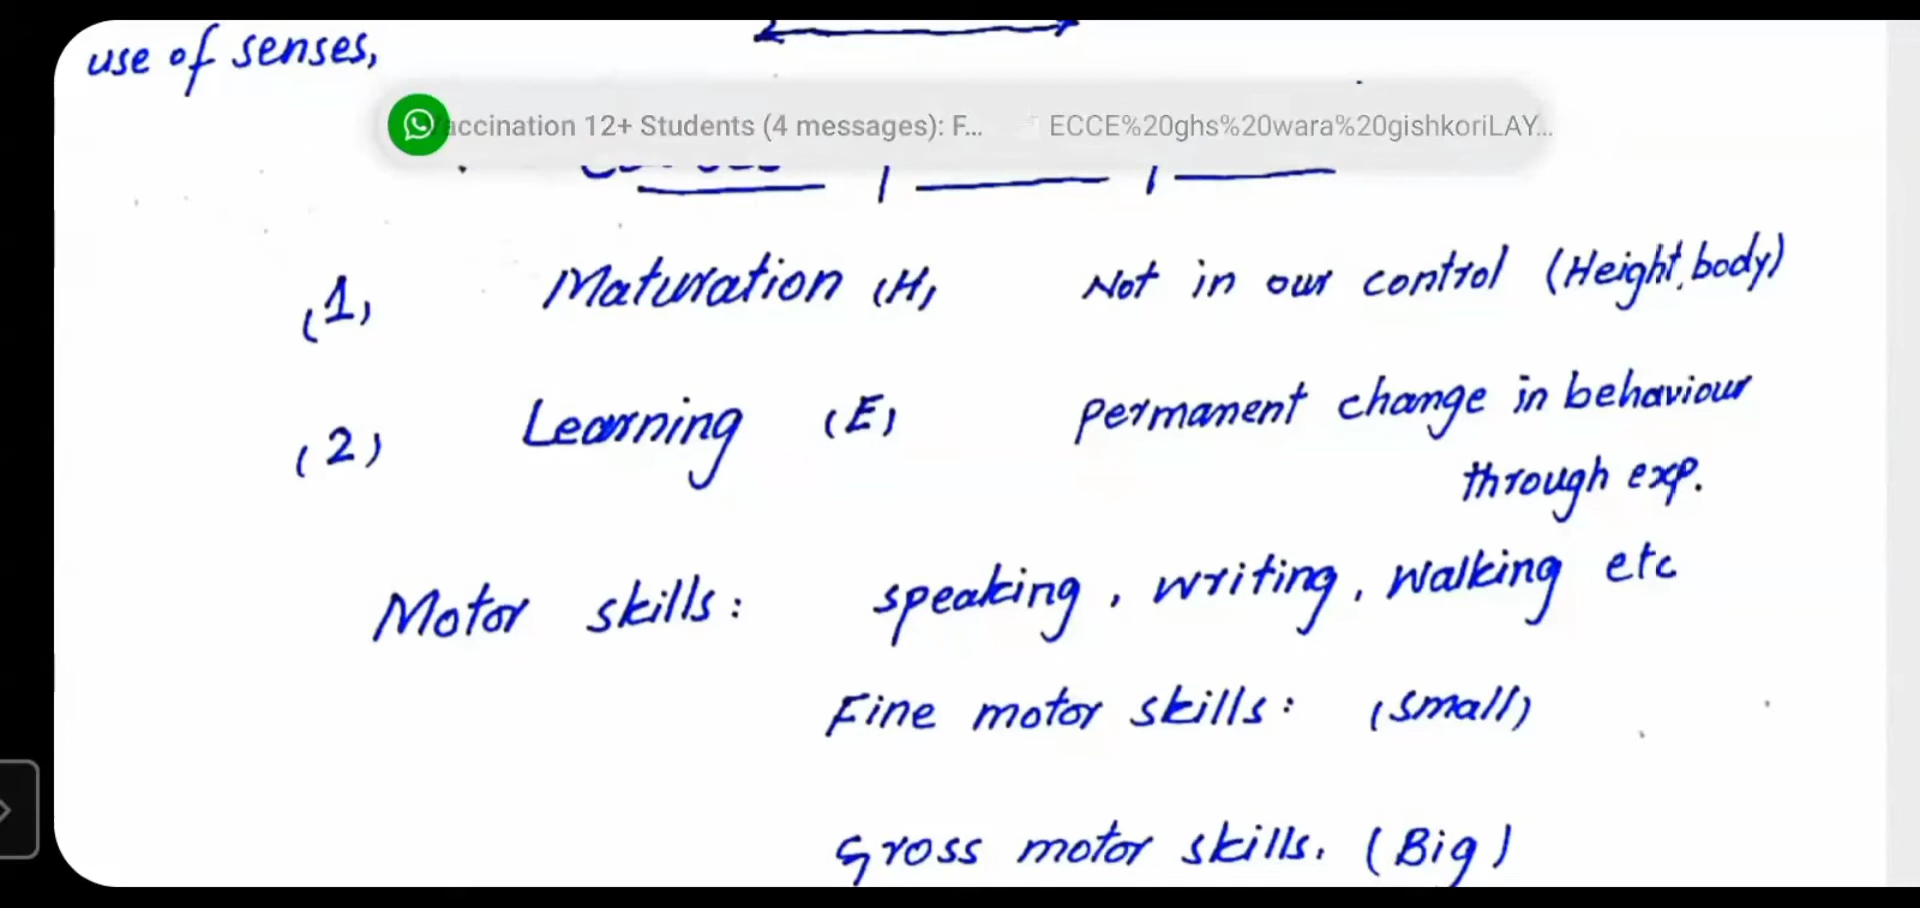 use of senses,
accination 12+ Students (4 messages): F... ECCE%20ghs%20wara%20gishkoriLAY...
(1) Maturation (H) Not in our control (Height, body)
(2) Learning (E) Permanent change in behaviour
through exp.
Motor skills: speaking, writing, walking etc
Fine motor skills: (small)
Gross motor skills. (Big)